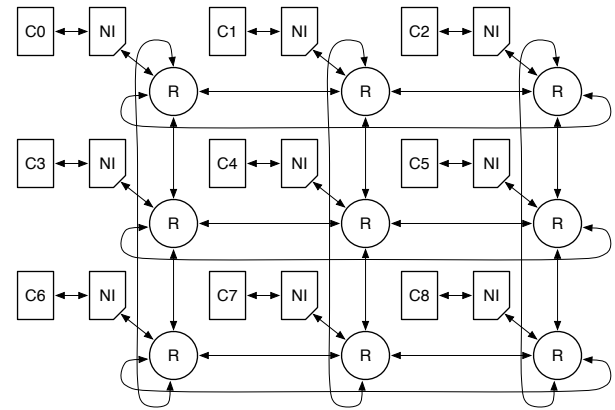 C0 NI C1 NI C2 NI
R R R
C3 NI C4 NI C5 NI
R R R
C6 NI C7 NI C8 NI
R R R